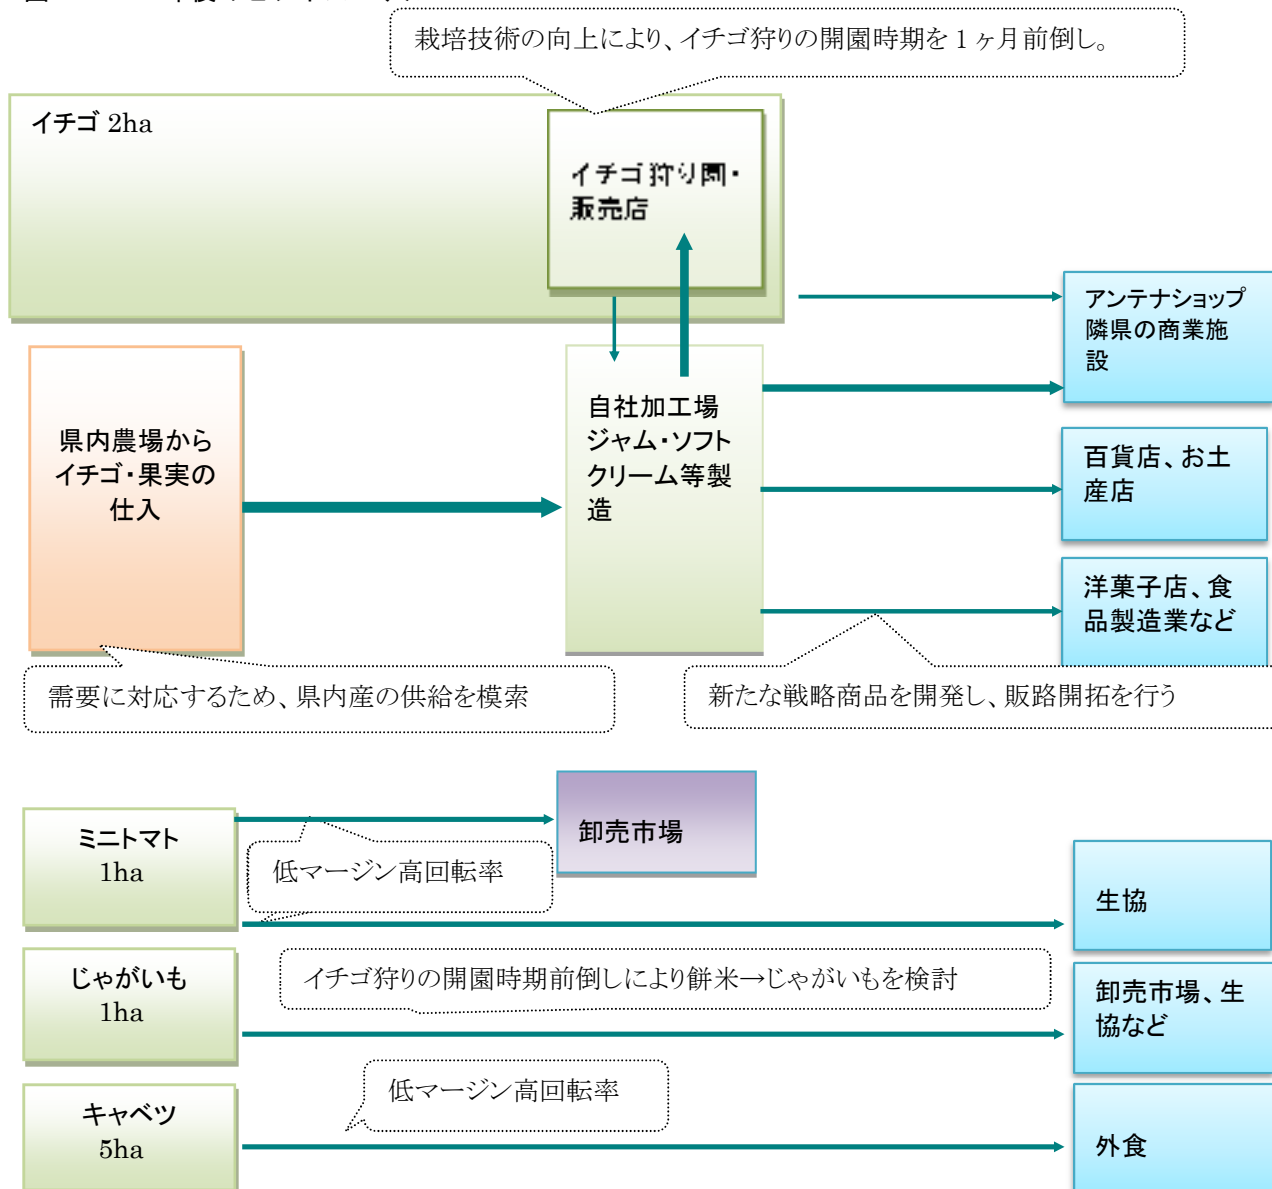 栽培技術の向上により、イチゴ狩りの開園時期を1ヶ月前倒し。
イチゴ 2ha
イチゴ狩り園・
販売店
アンテナショップ
隣県の商業施
設
県内農場から
イチゴ・果実の
仕入
自社加工場
ジャム・ソフト
クリーム等製
造
百貨店、お土
産店
洋菓子店、食
品製造業など
需要に対応するため、県内産の供給を模索
新たな戦略商品を開発し、販路開拓を行う
ミニトマト
1ha
卸売市場
低マージン高回転率
生協
じゃがいも
1ha
イチゴ狩りの開園時期前倒しにより餅米→じゃがいもを検討
卸売市場、生
協など
キャベツ
5ha
低マージン高回転率
外食